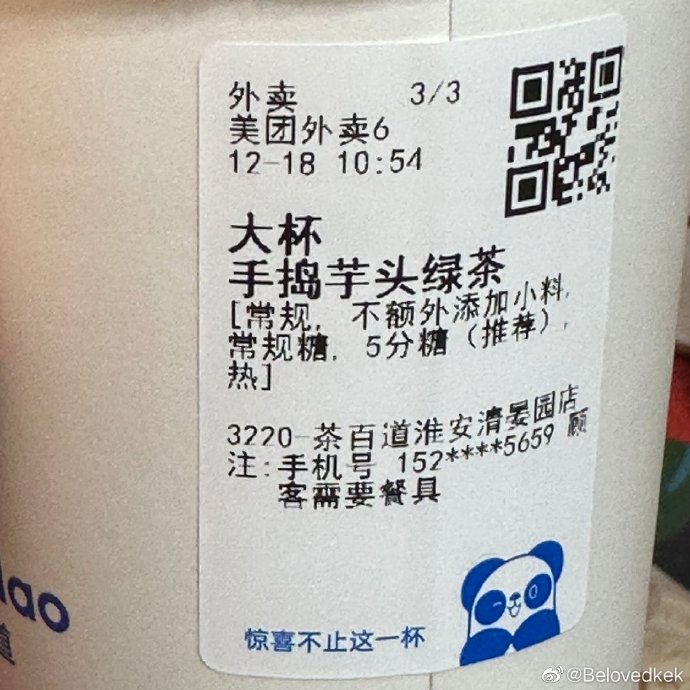 外卖 3/3
美团外卖6
12-18 10:54
大杯
手捣芋头绿茶
[常规, 不额外添加小料,
常规糖, 5分糖（推荐）,
热]
3220-茶百道淮安清晏园店
注:手机号 152****5659 顾
客需要餐具
惊喜不止这一杯
dao
道
@Belovedkek